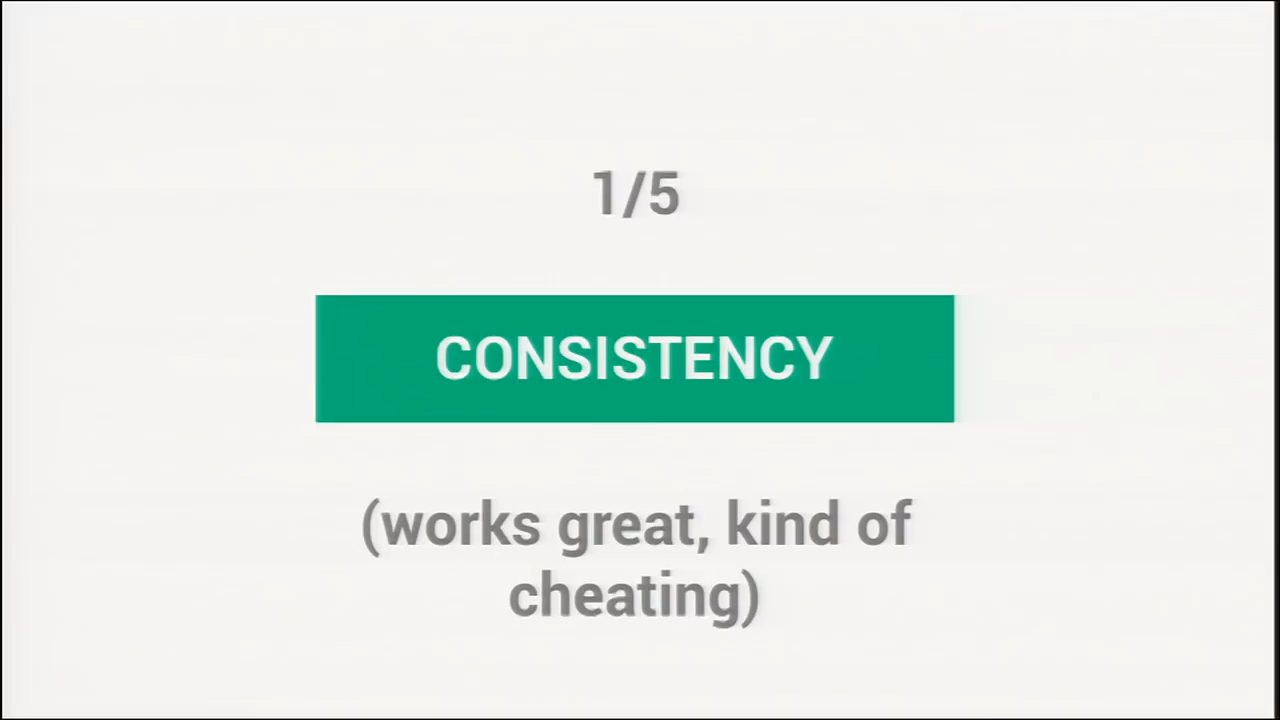 1/5
CONSISTENCY
(works great, kind of
cheating)